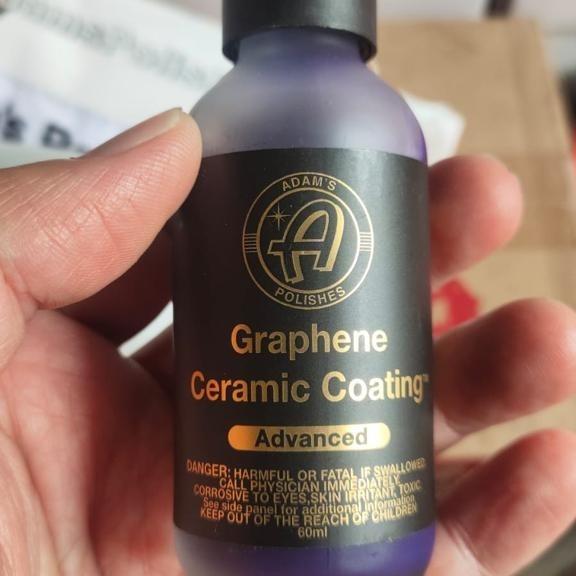 ADAM'S
A
POLISHES
Graphene
Ceramic Coating™
Advanced
DANGER: HARMFUL OR FATAL IF SWALLOWED.
CALL PHYSICIAN IMMEDIATELY.
CORROSIVE TO EYES,SKIN IRRITANT, TOXIC.
See side panel for additional information
KEEP OUT OF THE REACH OF CHILDREN
60ml